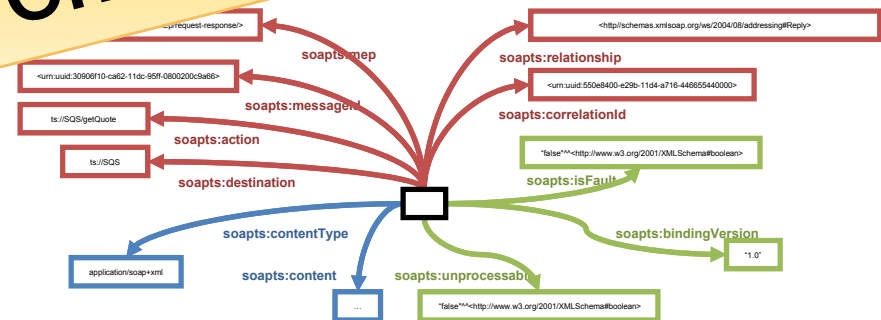 request-response/>
<http//schemas.xmlsoap.org/ws/2004/08/addressing#Reply>
soapts:mep
soapts:relationship
<urn:uuid:30906f10-ca62-11dc-95ff-0800200c9a66>
<urn:uuid:550e8400-e29b-11d4-a716-446655440000>
soapts:messageId
ts://SQS/getQuote
soapts:correlationId
soapts:action
"false"^^<http://www.w3.org/2001/XMLSchema#boolean>
ts://SQS
soapts:destination
soapts:isFault
soapts:contentType
soapts:bindingVersion
"1.0"
application/soap+xml
soapts:content
soapts:unprocessable
...
"false"^^<http://www.w3.org/2001/XMLSchema#boolean>